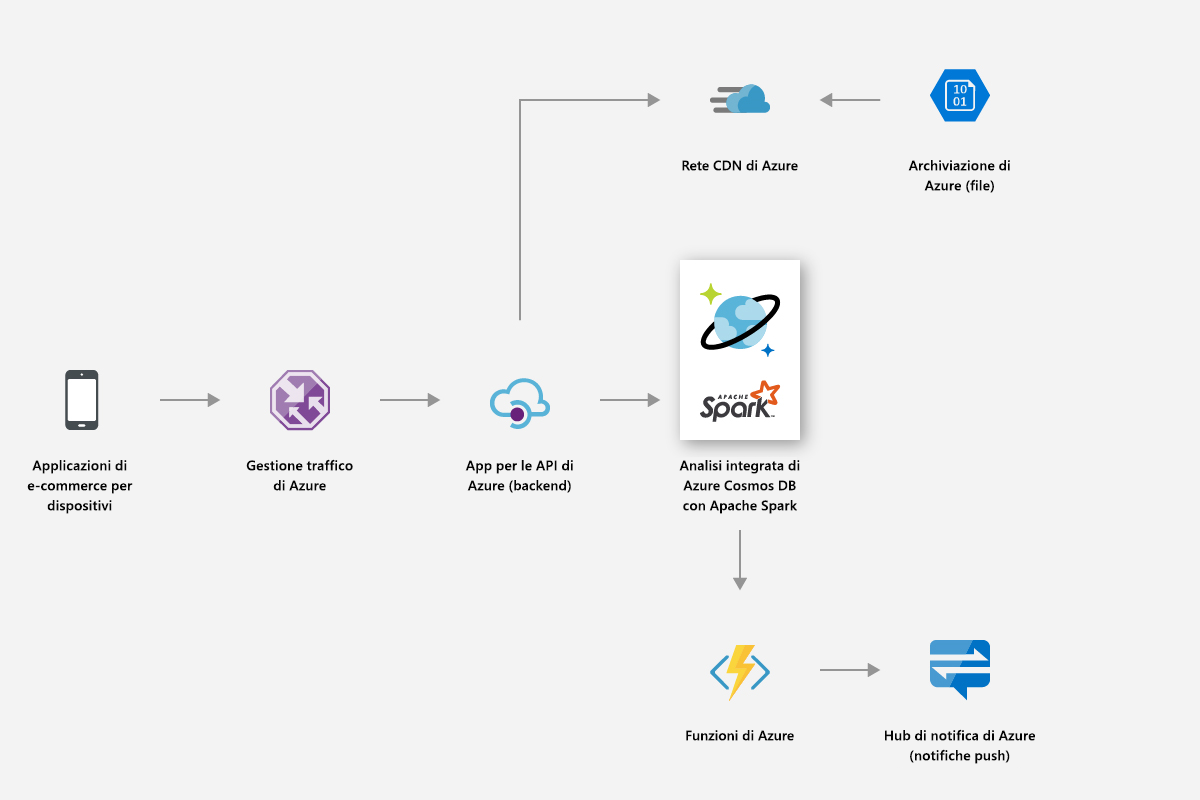 10
01
Rete CDN di Azure
Archiviazione di
Azure (file)
APACHE
Spark™
Applicazioni di
e-commerce per
dispositivi
Gestione traffico
di Azure
App per le API di
Azure (backend)
Analisi integrata di
Azure Cosmos DB
con Apache Spark
Funzioni di Azure
Hub di notifica di Azure
(notifiche push)